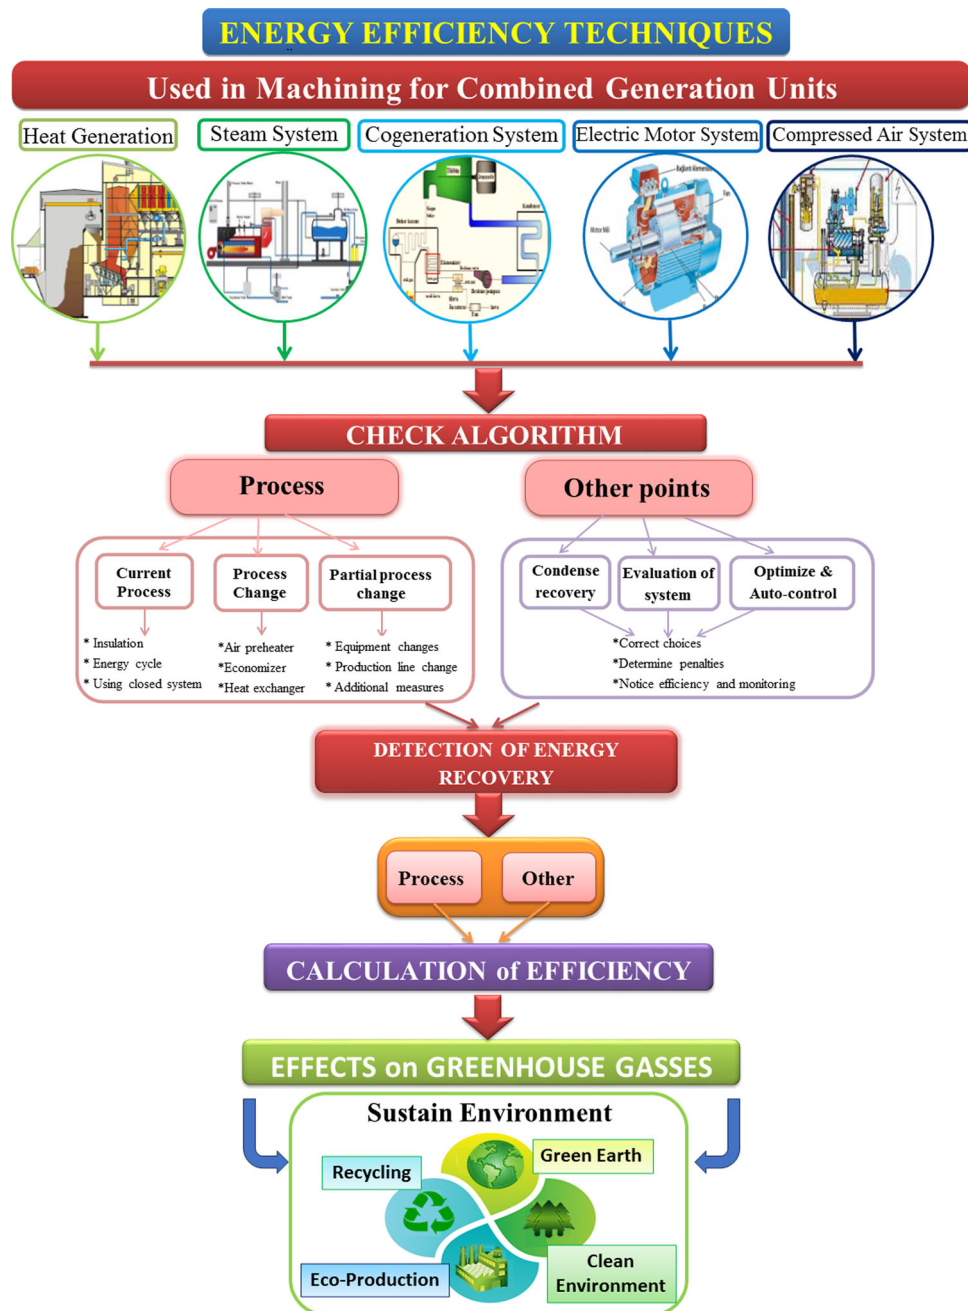 ENERGY EFFICIENCY TECHNIQUES
Used in Machining for Combined Generation Units
Heat Generation
Steam System
Cogeneration System
Electric Motor System
Compressed Air System
Motor Mili
Fan
CHECK ALGORITHM
Process
Other points
Current
Process
Process
Change
Partial process
change
Condense
recovery
Evaluation of
system
Optimize &
Auto-control
* Insulation
* Energy cycle
* Using closed system
* Air preheater
*Economizer
*Heat exchanger
* Equipment changes
* Production line change
* Additional measures
*Correct choices
*Determine penalties
*Notice efficiency and monitoring
DETECTION OF ENERGY
RECOVERY
Process
Other
CALCULATION of EFFICIENCY
EFFECTS on GREENHOUSE GASSES
Sustain Environment
Green Earth
Recycling
Eco-Production
Clean
Environment